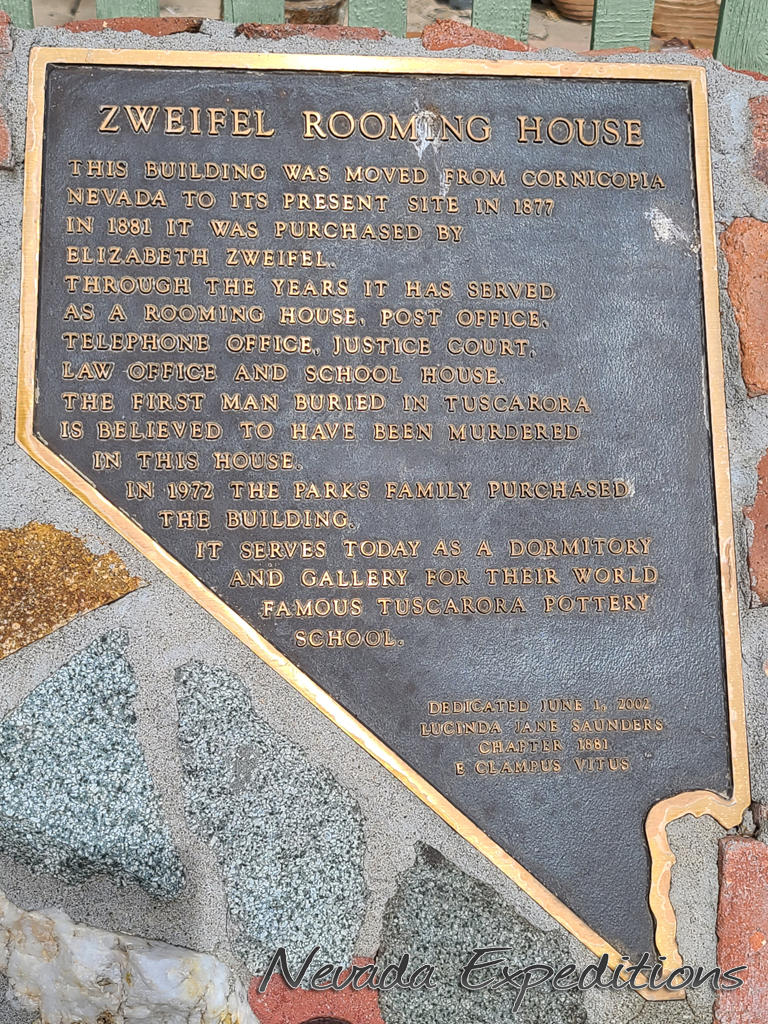 ZWEIFEL ROOMING HOUSE
THIS BUILDING WAS MOVED FROM CORNICOPIA
NEVADA TO ITS PRESENT SITE IN 1877
IN 1881 IT WAS PURCHASED BY
ELIZABETH ZWEIFEL.
THROUGH THE YEARS IT HAS SERVED
AS A ROOMING HOUSE, POST OFFICE,
TELEPHONE OFFICE, JUSTICE COURT,
LAW OFFICE AND SCHOOL HOUSE.
THE FIRST MAN BURIED IN TUSCARORA
IS BELIEVED TO HAVE BEEN MURDERED
IN THIS HOUSE.
IN 1972 THE PARKS FAMILY PURCHASED
THE BUILDING.
IT SERVES TODAY AS A DORMITORY
AND GALLERY FOR THEIR WORLD
FAMOUS TUSCARORA POTTERY
SCHOOL.
DEDICATED JUNE 1, 2002
LUCINDA JANE SAUNDERS
CHAPTER 1881
E CLAMPUS VITUS
Nevada Expeditions